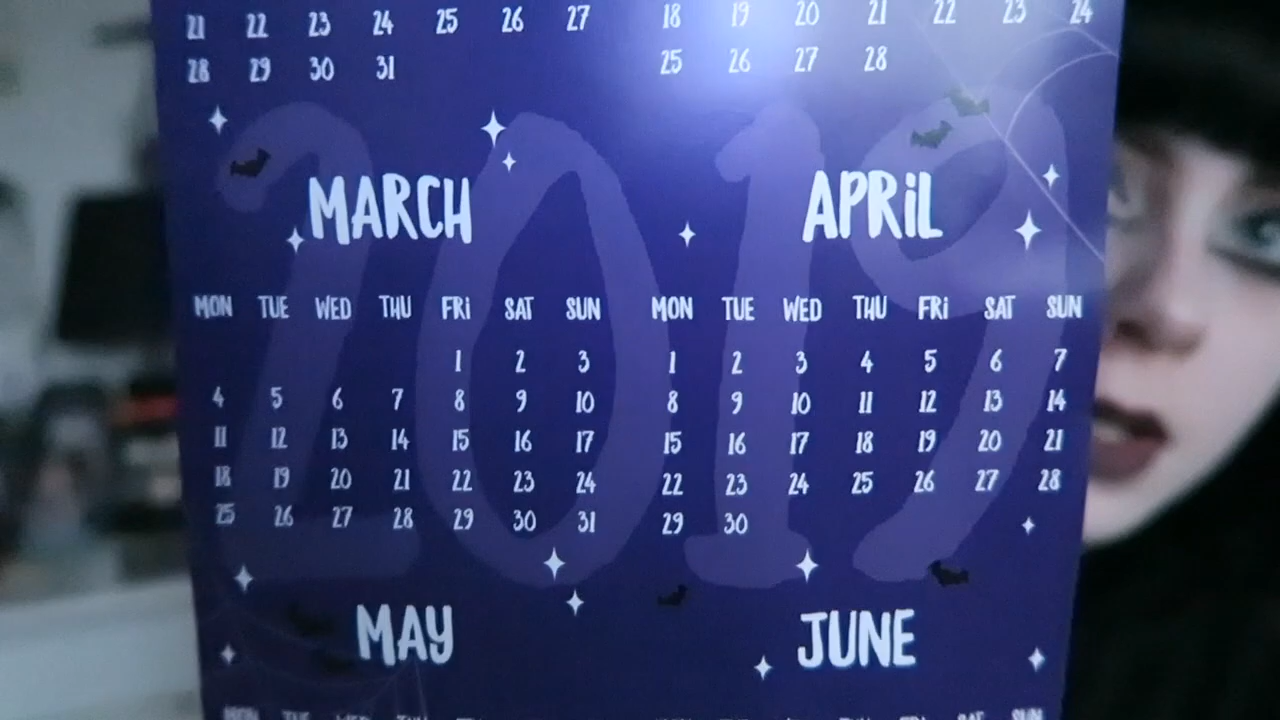 21 22 23 24 25 26 27
28 29 30 31
18 19 20 21 22 23 24
25 26 27 28
2019
MARCH
MON TUE WED THU FRi SAT SUN
1 2 3
4 5 6 7 8 9 10
11 12 13 14 15 16 17
18 19 20 21 22 23 24
25 26 27 28 29 30 31
APRiL
MON TUE WED THU FRi SAT SUN
1 2 3 4 5 6 7
8 9 10 11 12 13 14
15 16 17 18 19 20 21
22 23 24 25 26 27 28
29 30
MAY
JUNE